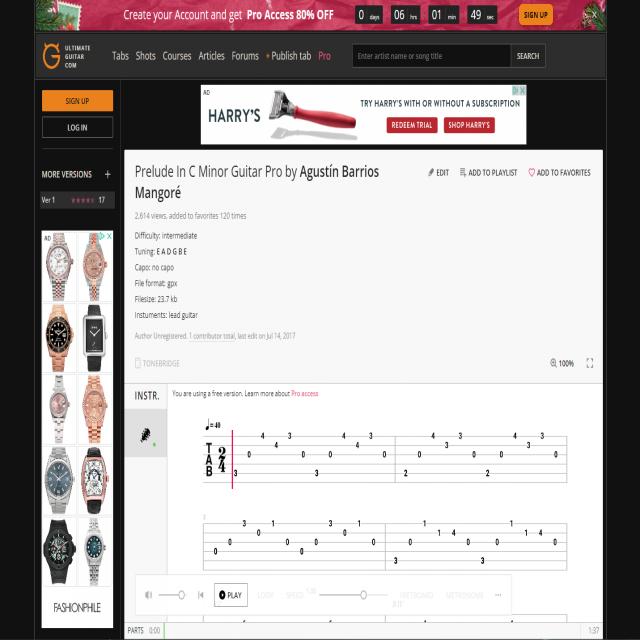 Create your Account and get Pro Access 80% OFF
0 days 06 hrs 01 min 49 sec
SIGN UP
X
ULTIMATE
GUITAR
COM
Tabs Shots Courses Articles Forums Publish tab Pro
Enter artist name or song title
SEARCH
SIGN UP
LOG IN
MORE VERSIONS +
Ver 1 17
AD
FASHIONPHILE
AD
HARRY'S
TRY HARRY'S WITH OR WITHOUT A SUBSCRIPTION
REDEEM TRIAL SHOP HARRY'S
Prelude In C Minor Guitar Pro by Agustín Barrios
Mangoré
EDIT ADD TO PLAYLIST ADD TO FAVORITES
2,614 views, added to favorites 120 times
Difficulty: intermediate
Tuning: E A D G B E
Capo: no capo
File format: gpx
Filesize: 23.7 kb
Instuments: lead guitar
Author Unregistered. 1 contributor total, last edit on Jul 14, 2017
TONEBRIDGE
100%
INSTR.
You are using a free version. Learn more about Pro access
♩= 40
T
A
B
2
4
4 3 4 3 4 3 4 3
4 4 3 3
0 0 0 0 0 0 0 0
3 3 2 2
3 1 3 1 1 1
0 0 1 4 1 4
0 0 0 0 0 0
0 0
3 3
PLAY LOOP SPEED FRETBOARD METRONOME ...
PARTS 0:00 1:37